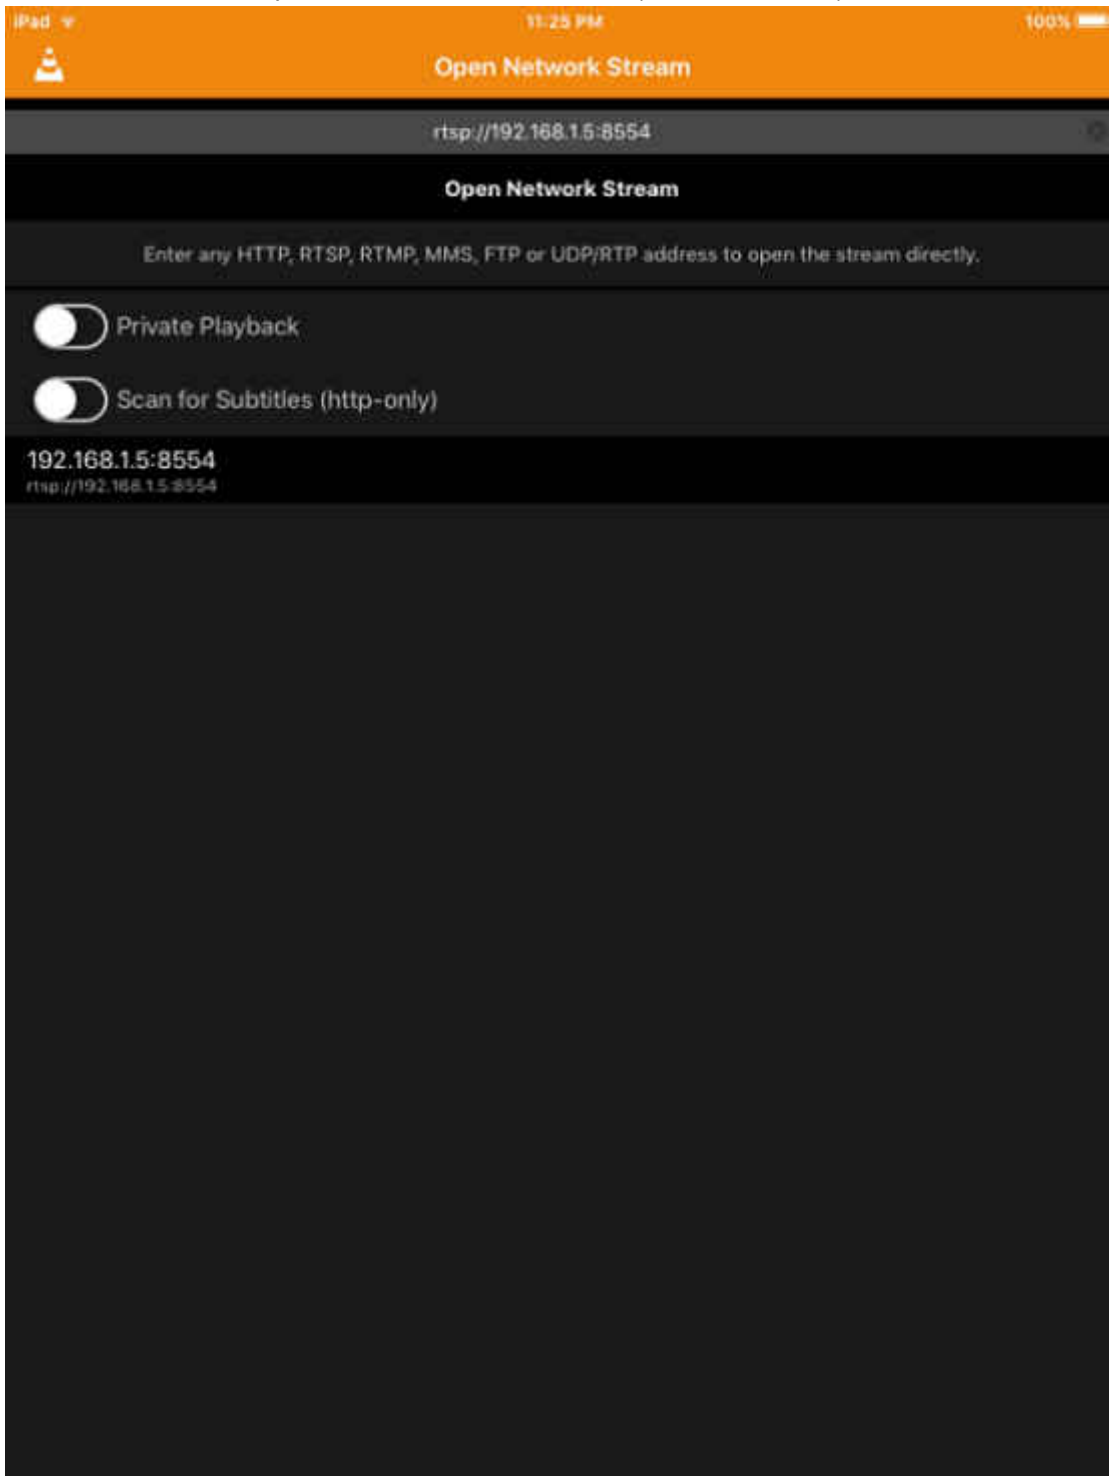 iPad
11:25 PM
100%
Open Network Stream
rtsp://192.168.1.5:8554
Open Network Stream
Enter any HTTP, RTSP, RTMP, MMS, FTP or UDP/RTP address to open the stream directly.
Private Playback
Scan for Subtitles (http-only)
192.168.1.5:8554
rtsp://192.168.1.5:8554